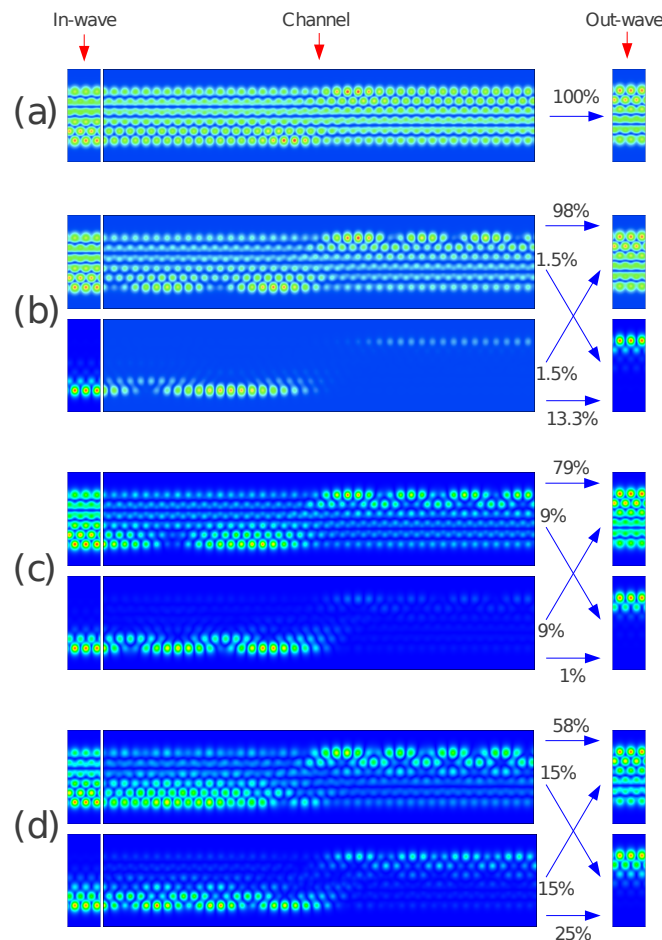 In-wave Channel Out-wave
(a) 100%
98%
1.5%
(b)
1.5%
13.3%
79%
9%
(c)
9%
1%
58%
15%
(d)
15%
25%